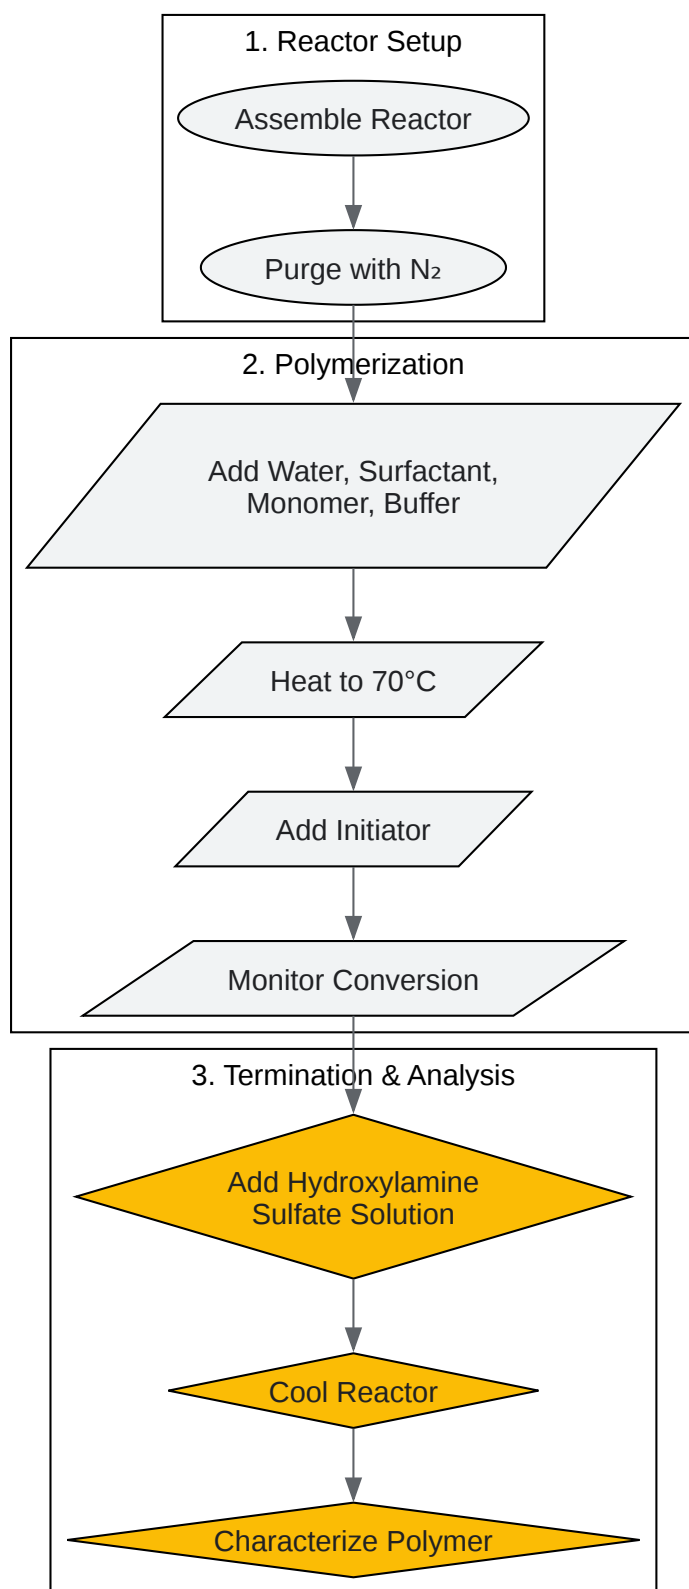 1. Reactor Setup
Assemble Reactor
Purge with N₂
2. Polymerization
Add Water, Surfactant,
Monomer, Buffer
Heat to 70°C
Add Initiator
Monitor Conversion
3. Termination & Analysis
Add Hydroxylamine
Sulfate Solution
Cool Reactor
Characterize Polymer